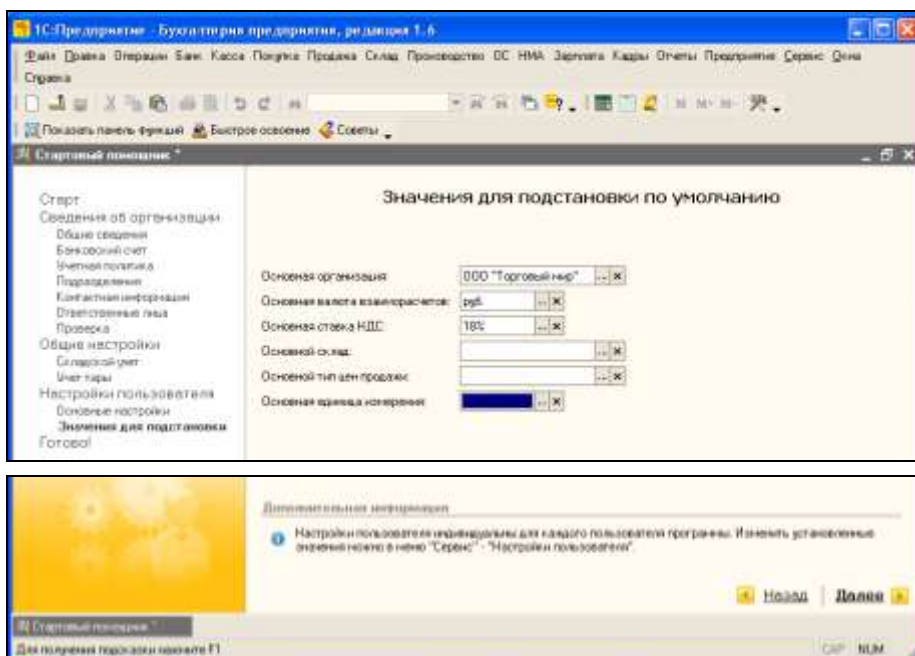 1С:Предприятие - Бухгалтерия предприятия, редакция 1.6
Файл Правка Операции Банк Касса Покупка Продажа Склад Производство ОС НМА Зарплата Кадры Отчеты Предприятие Сервис Окна
Справка
Показать панель функций Быстрое освоение Советы
Стартовый помощник *
Старт
Сведения об организации
Общие сведения
Банковский счет
Учетная политика
Подразделения
Контактная информация
Ответственные лица
Проверка
Общие настройки
Складской учет
Учет тары
Настройки пользователя
Основные настройки
Значения для подстановки
Готово!
Значения для подстановки по умолчанию
Основная организация: ООО "Торговый мир"
Основная валюта взаиморасчетов: руб.
Основная ставка НДС: 18%
Основной склад:
Основной тип цен продажи:
Основная единица измерения:
Дополнительная информация
Настройки пользователя индивидуальны для каждого пользователя программы. Изменить установленные
значения можно в меню "Сервис" - "Настройки пользователя".
Назад Далее
Стартовый помощник *
Для получения подсказки нажмите F1
CAP NUM